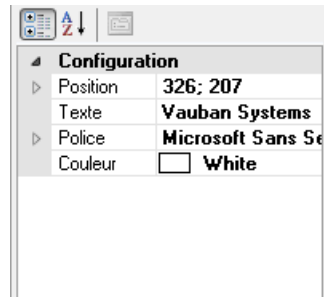 Configuration
Position 326; 207
Texte Vauban Systems
Police Microsoft Sans Se
Couleur White